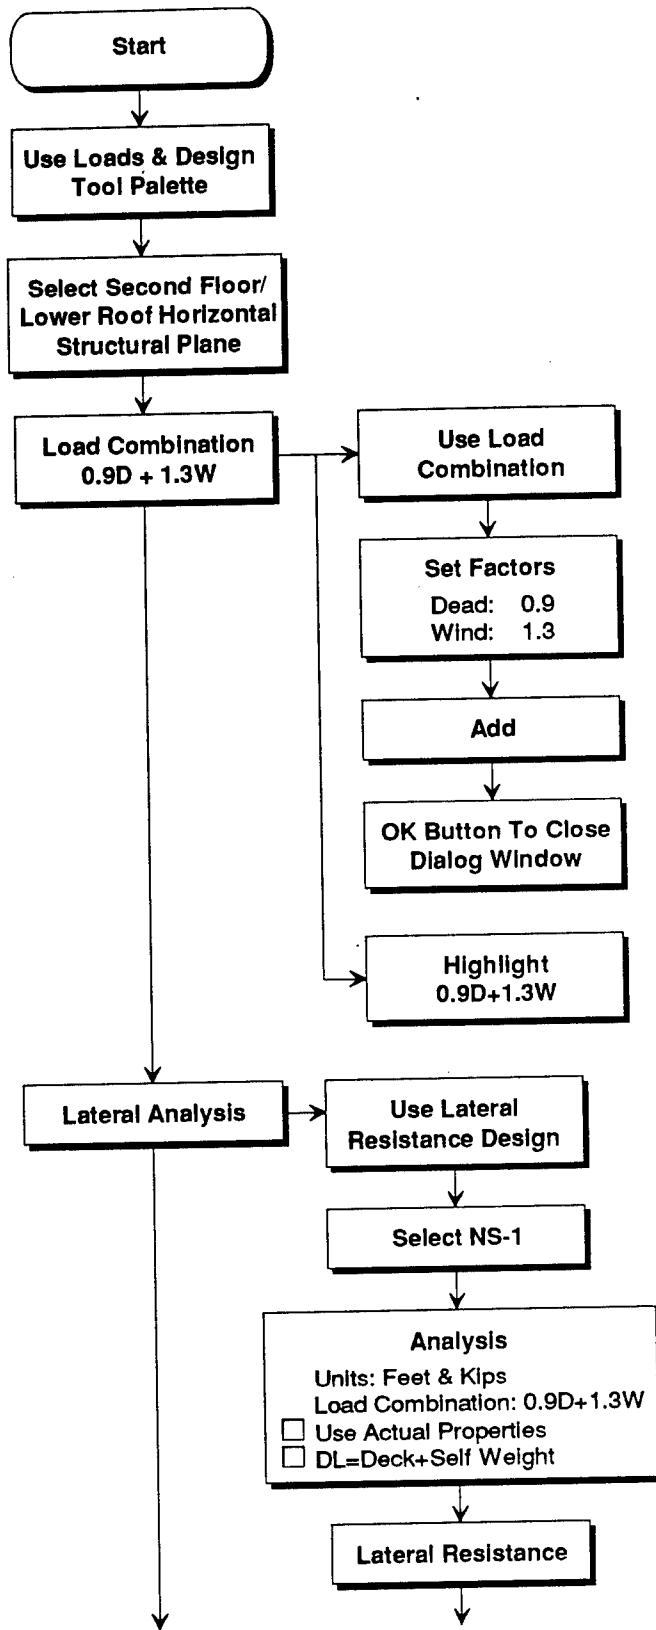 Start
Use Loads & Design
Tool Palette
Select Second Floor/
Lower Roof Horizontal
Structural Plane
Load Combination
0.9D + 1.3W
Use Load
Combination
Set Factors
Dead: 0.9
Wind: 1.3
Add
OK Button To Close
Dialog Window
Highlight
0.9D+1.3W
Lateral Analysis
Use Lateral
Resistance Design
Select NS-1
Analysis
Units: Feet & Kips
Load Combination: 0.9D+1.3W
Use Actual Properties
DL=Deck+Self Weight
Lateral Resistance